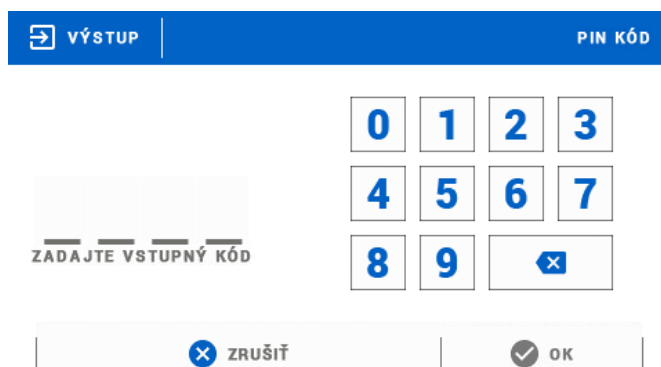 VÝSTUP PIN KÓD
0 1 2 3
4 5 6 7
ZADAJTE VSTUPNÝ KÓD
8 9
ZRUŠIŤ OK